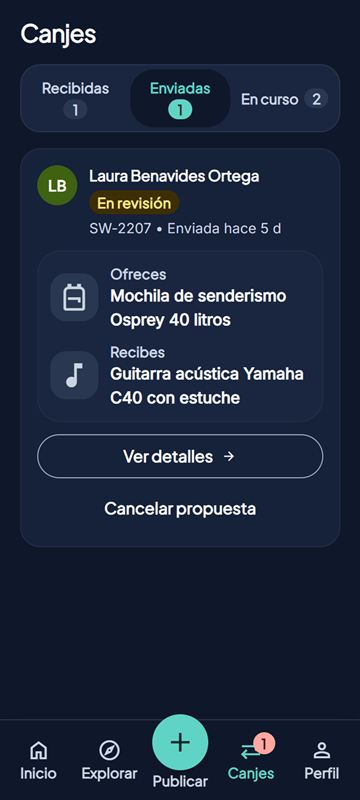 Canjes
Recibidas
1
Enviadas
1
En curso 2
LB
Laura Benavides Ortega
En revisión
SW-2207 • Enviada hace 5 d
Ofreces
Mochila de senderismo
Osprey 40 litros
Recibes
Guitarra acústica Yamaha
C40 con estuche
Ver detalles →
Cancelar propuesta
Inicio
Explorar
Publicar
1
Canjes
Perfil